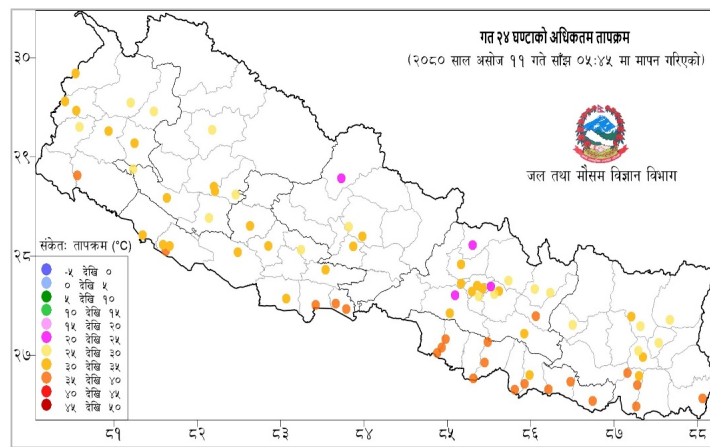 गत २४ घण्टाको अधिकतम तापक्रम
(२०८० साल असोज ११ गते साँझ ०५:४५ मा मापन गरिएको)
जल तथा मौसम विज्ञान विभाग
३०
२९
२८
२७
संकेतः तापक्रम (°C)
-५ देखि ०
० देखि ५
५ देखि १०
१० देखि १५
१५ देखि २०
२० देखि २५
२५ देखि ३०
३० देखि ३५
३५ देखि ४०
४० देखि ४५
४५ देखि ५०
८१ ८२ ८३ ८४ ८५ ८६ ८७ ८८